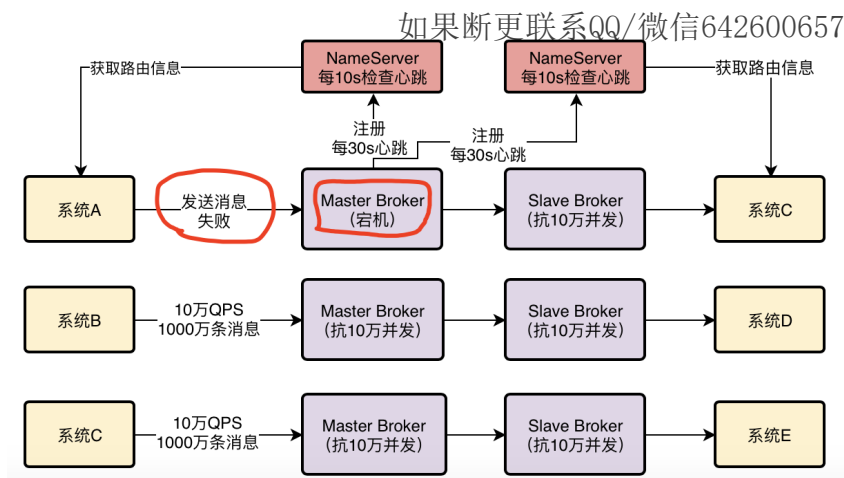 如果断更联系QQ/微信642600657
NameServer
每10s检查心跳
NameServer
每10s检查心跳
获取路由信息
获取路由信息
注册
每30s心跳
注册
每30s心跳
系统A
发送消息
失败
Master Broker
（宕机）
Slave Broker
（抗10万并发）
系统C
系统B
10万QPS
1000万条消息
Master Broker
（抗10万并发）
Slave Broker
（抗10万并发）
系统D
系统C
10万QPS
1000万条消息
Master Broker
（抗10万并发）
Slave Broker
（抗10万并发）
系统E